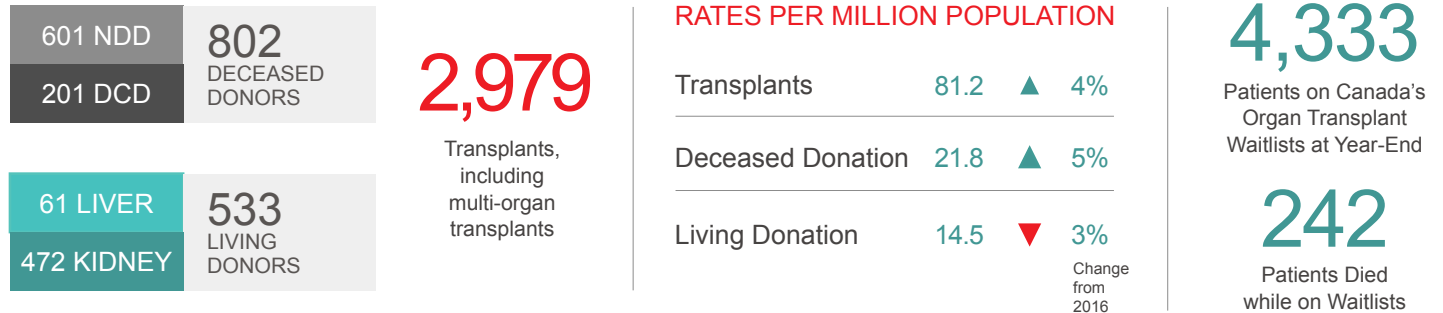 601 NDD
201 DCD
802
DECEASED
DONORS
61 LIVER
472 KIDNEY
533
LIVING
DONORS
2,979
Transplants,
including
multi-organ
transplants
RATES PER MILLION POPULATION
Transplants 81.2 ▲ 4%
Deceased Donation 21.8 ▲ 5%
Living Donation 14.5 ▼ 3%
Change
from
2016
4,333
Patients on Canada's
Organ Transplant
Waitlists at Year-End
242
Patients Died
while on Waitlists